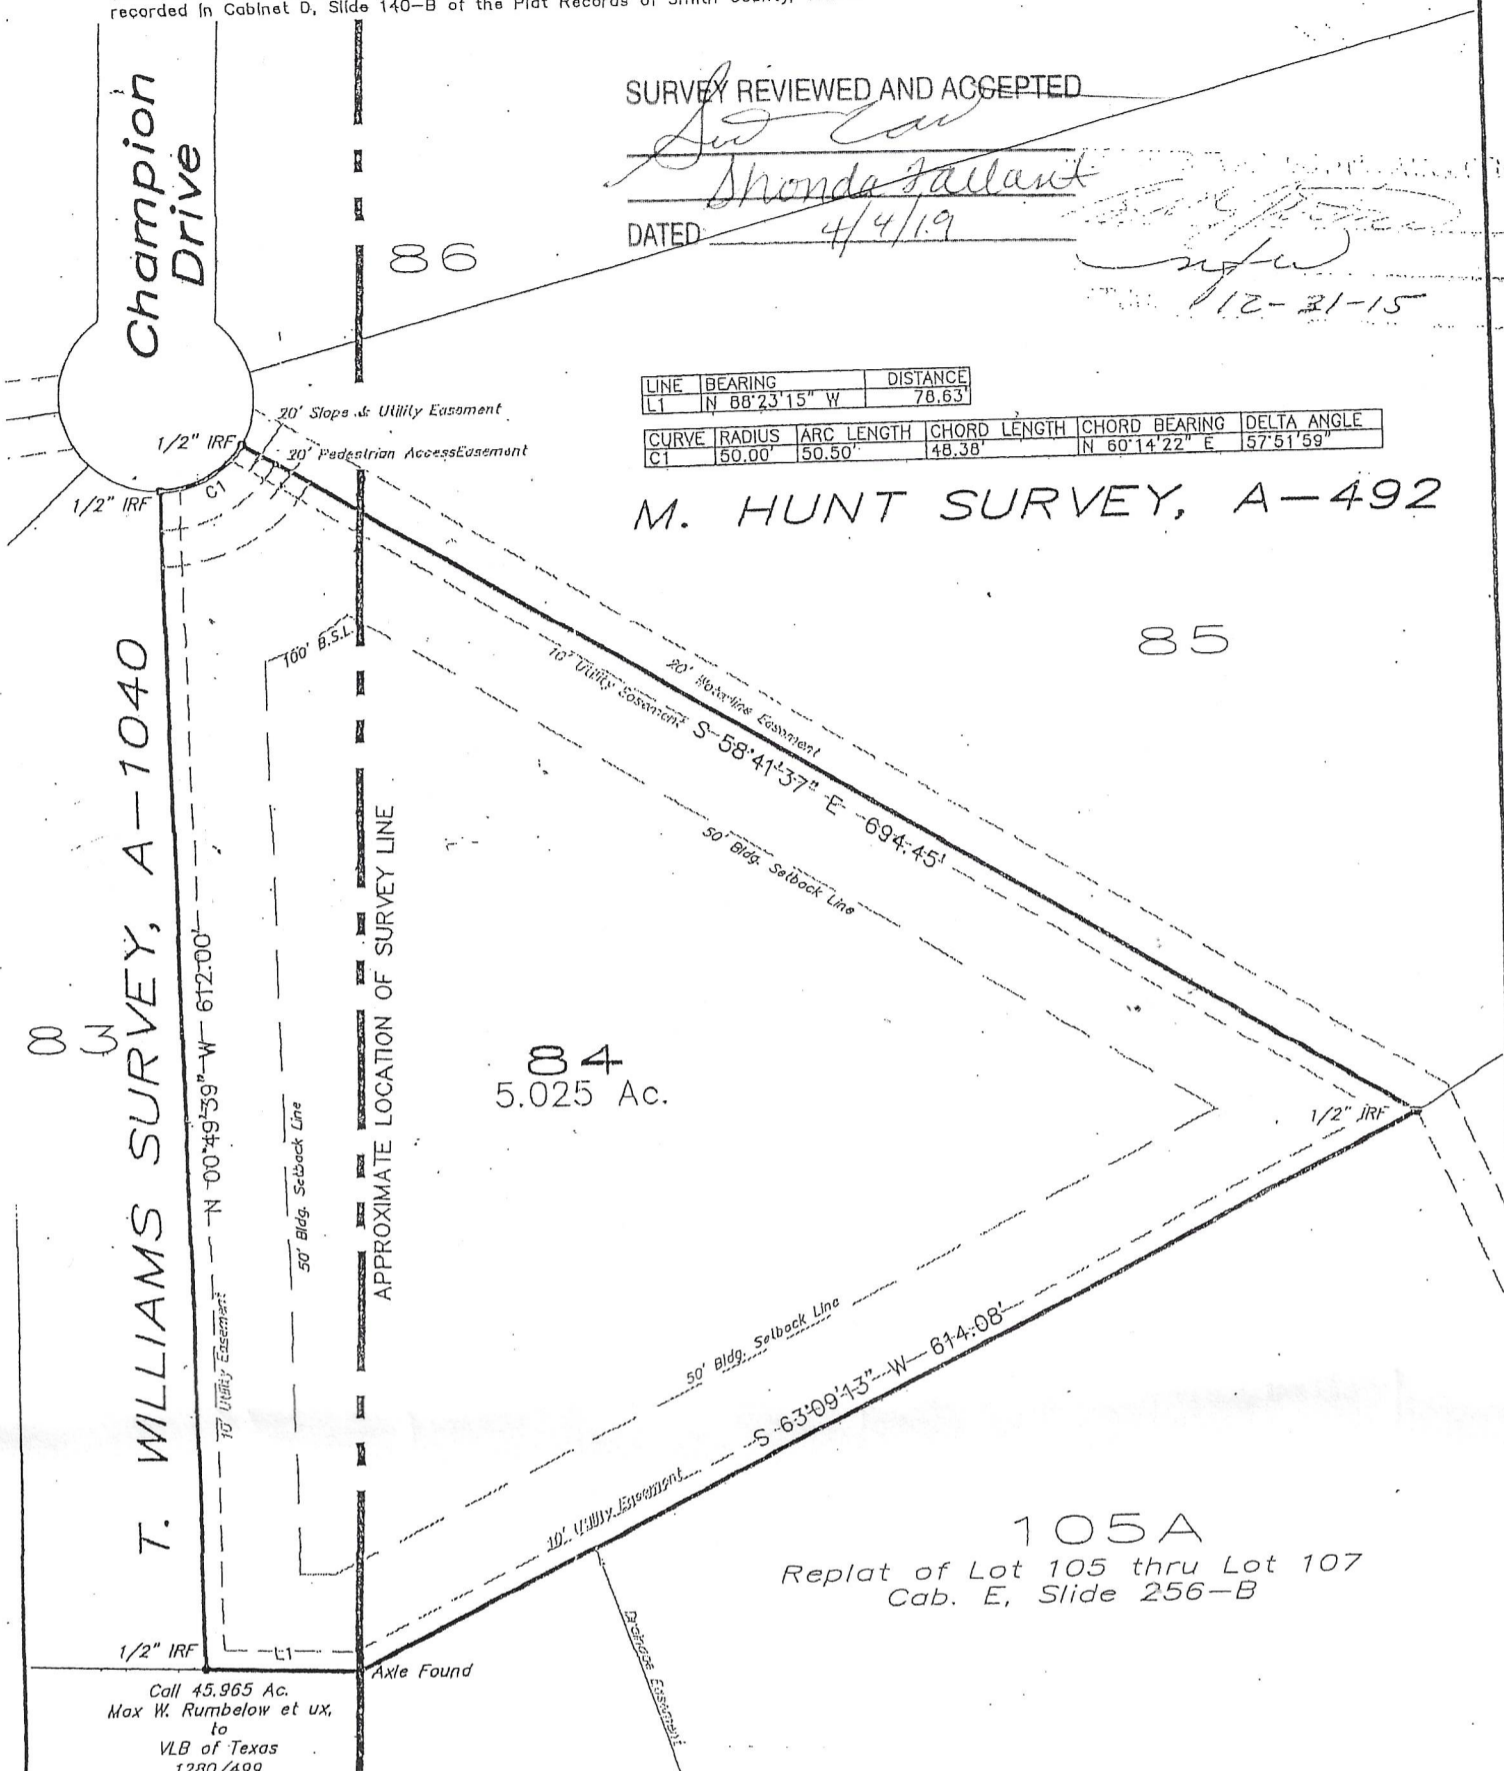 recorded in Cabinet D, Slide 140-B of the Plat Records of Smith County,
Champion
Drive
SURVEY REVIEWED AND ACCEPTED
DATED 4/4/19
12-31-15
86
LINE BEARING DISTANCE
L1 N 88°23'15" W 78.63'
CURVE RADIUS ARC LENGTH CHORD LENGTH CHORD BEARING DELTA ANGLE
C1 50.00' 50.50' 48.38' N 60°14'22" E 57°51'59"
20' Slope & Utility Easement
1/2" IRF
20' Pedestrian AccessEasement
1/2" IRF
C1
M. HUNT SURVEY, A-492
100' B.S.L.
85
20' Waterline Easement
10' Utility Easement
S 58°41'37" E 694.45'
50' Bldg. Setback Line
T. WILLIAMS SURVEY, A-1040
APPROXIMATE LOCATION OF SURVEY LINE
N 00°49'39" W 612.00'
83
84
5.025 Ac.
1/2" IRF
50' Bldg. Setback Line
10' Utility Easement
50' Bldg. Setback Line
S 63°09'13" W 614.08'
10' Utility Easement
105A
Replat of Lot 105 thru Lot 107
Cab. E, Slide 256-B
Drainage Easement
1/2" IRF
L1
Axle Found
Call 45.965 Ac.
Max W. Rumbelow et ux,
to
VLB of Texas
1280/499